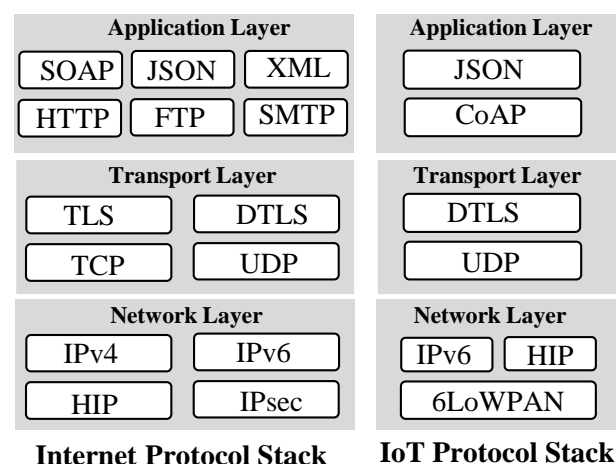 Application Layer
SOAP JSON XML
HTTP FTP SMTP
Transport Layer
TLS DTLS
TCP UDP
Network Layer
IPv4 IPv6
HIP IPsec
Internet Protocol Stack
Application Layer
JSON
CoAP
Transport Layer
DTLS
UDP
Network Layer
IPv6 HIP
6LoWPAN
IoT Protocol Stack